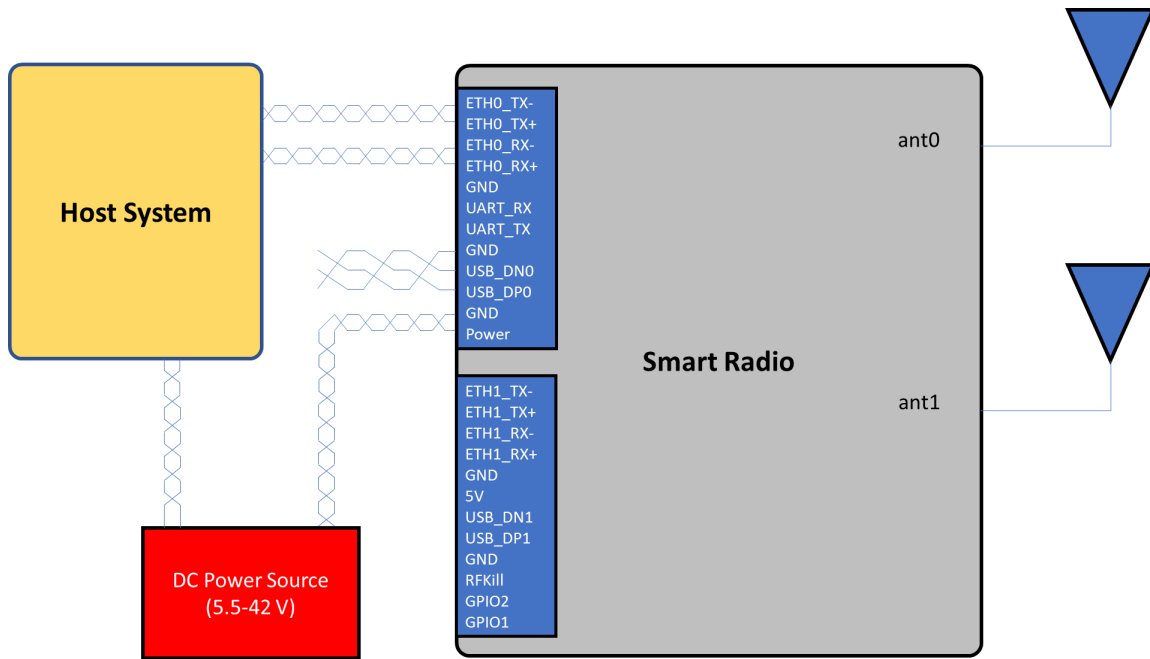 Host System
DC Power Source
(5.5-42 V)
ETH0_TX-
ETH0_TX+
ETH0_RX-
ETH0_RX+
GND
UART_RX
UART_TX
GND
USB_DN0
USB_DP0
GND
Power
ETH1_TX-
ETH1_TX+
ETH1_RX-
ETH1_RX+
GND
5V
USB_DN1
USB_DP1
GND
RFKill
GPIO2
GPIO1
Smart Radio
ant0
ant1